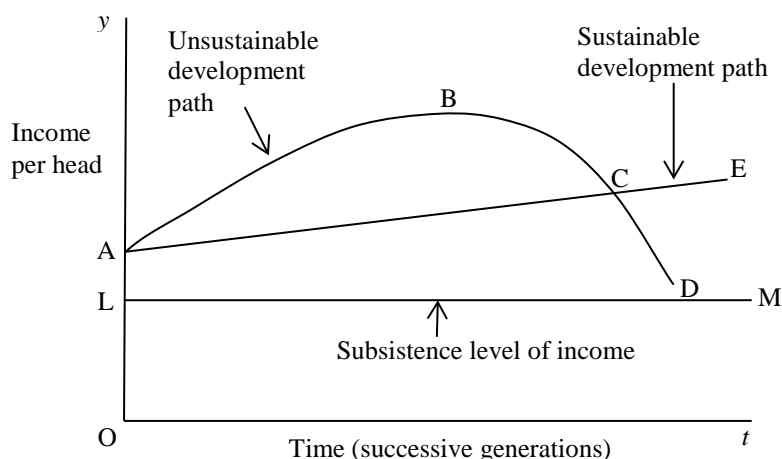 y
Unsustainable
development
path
Sustainable
development path
B
Income
per head
C
E
A
D
L
M
Subsistence level of income
O
t
Time (successive generations)